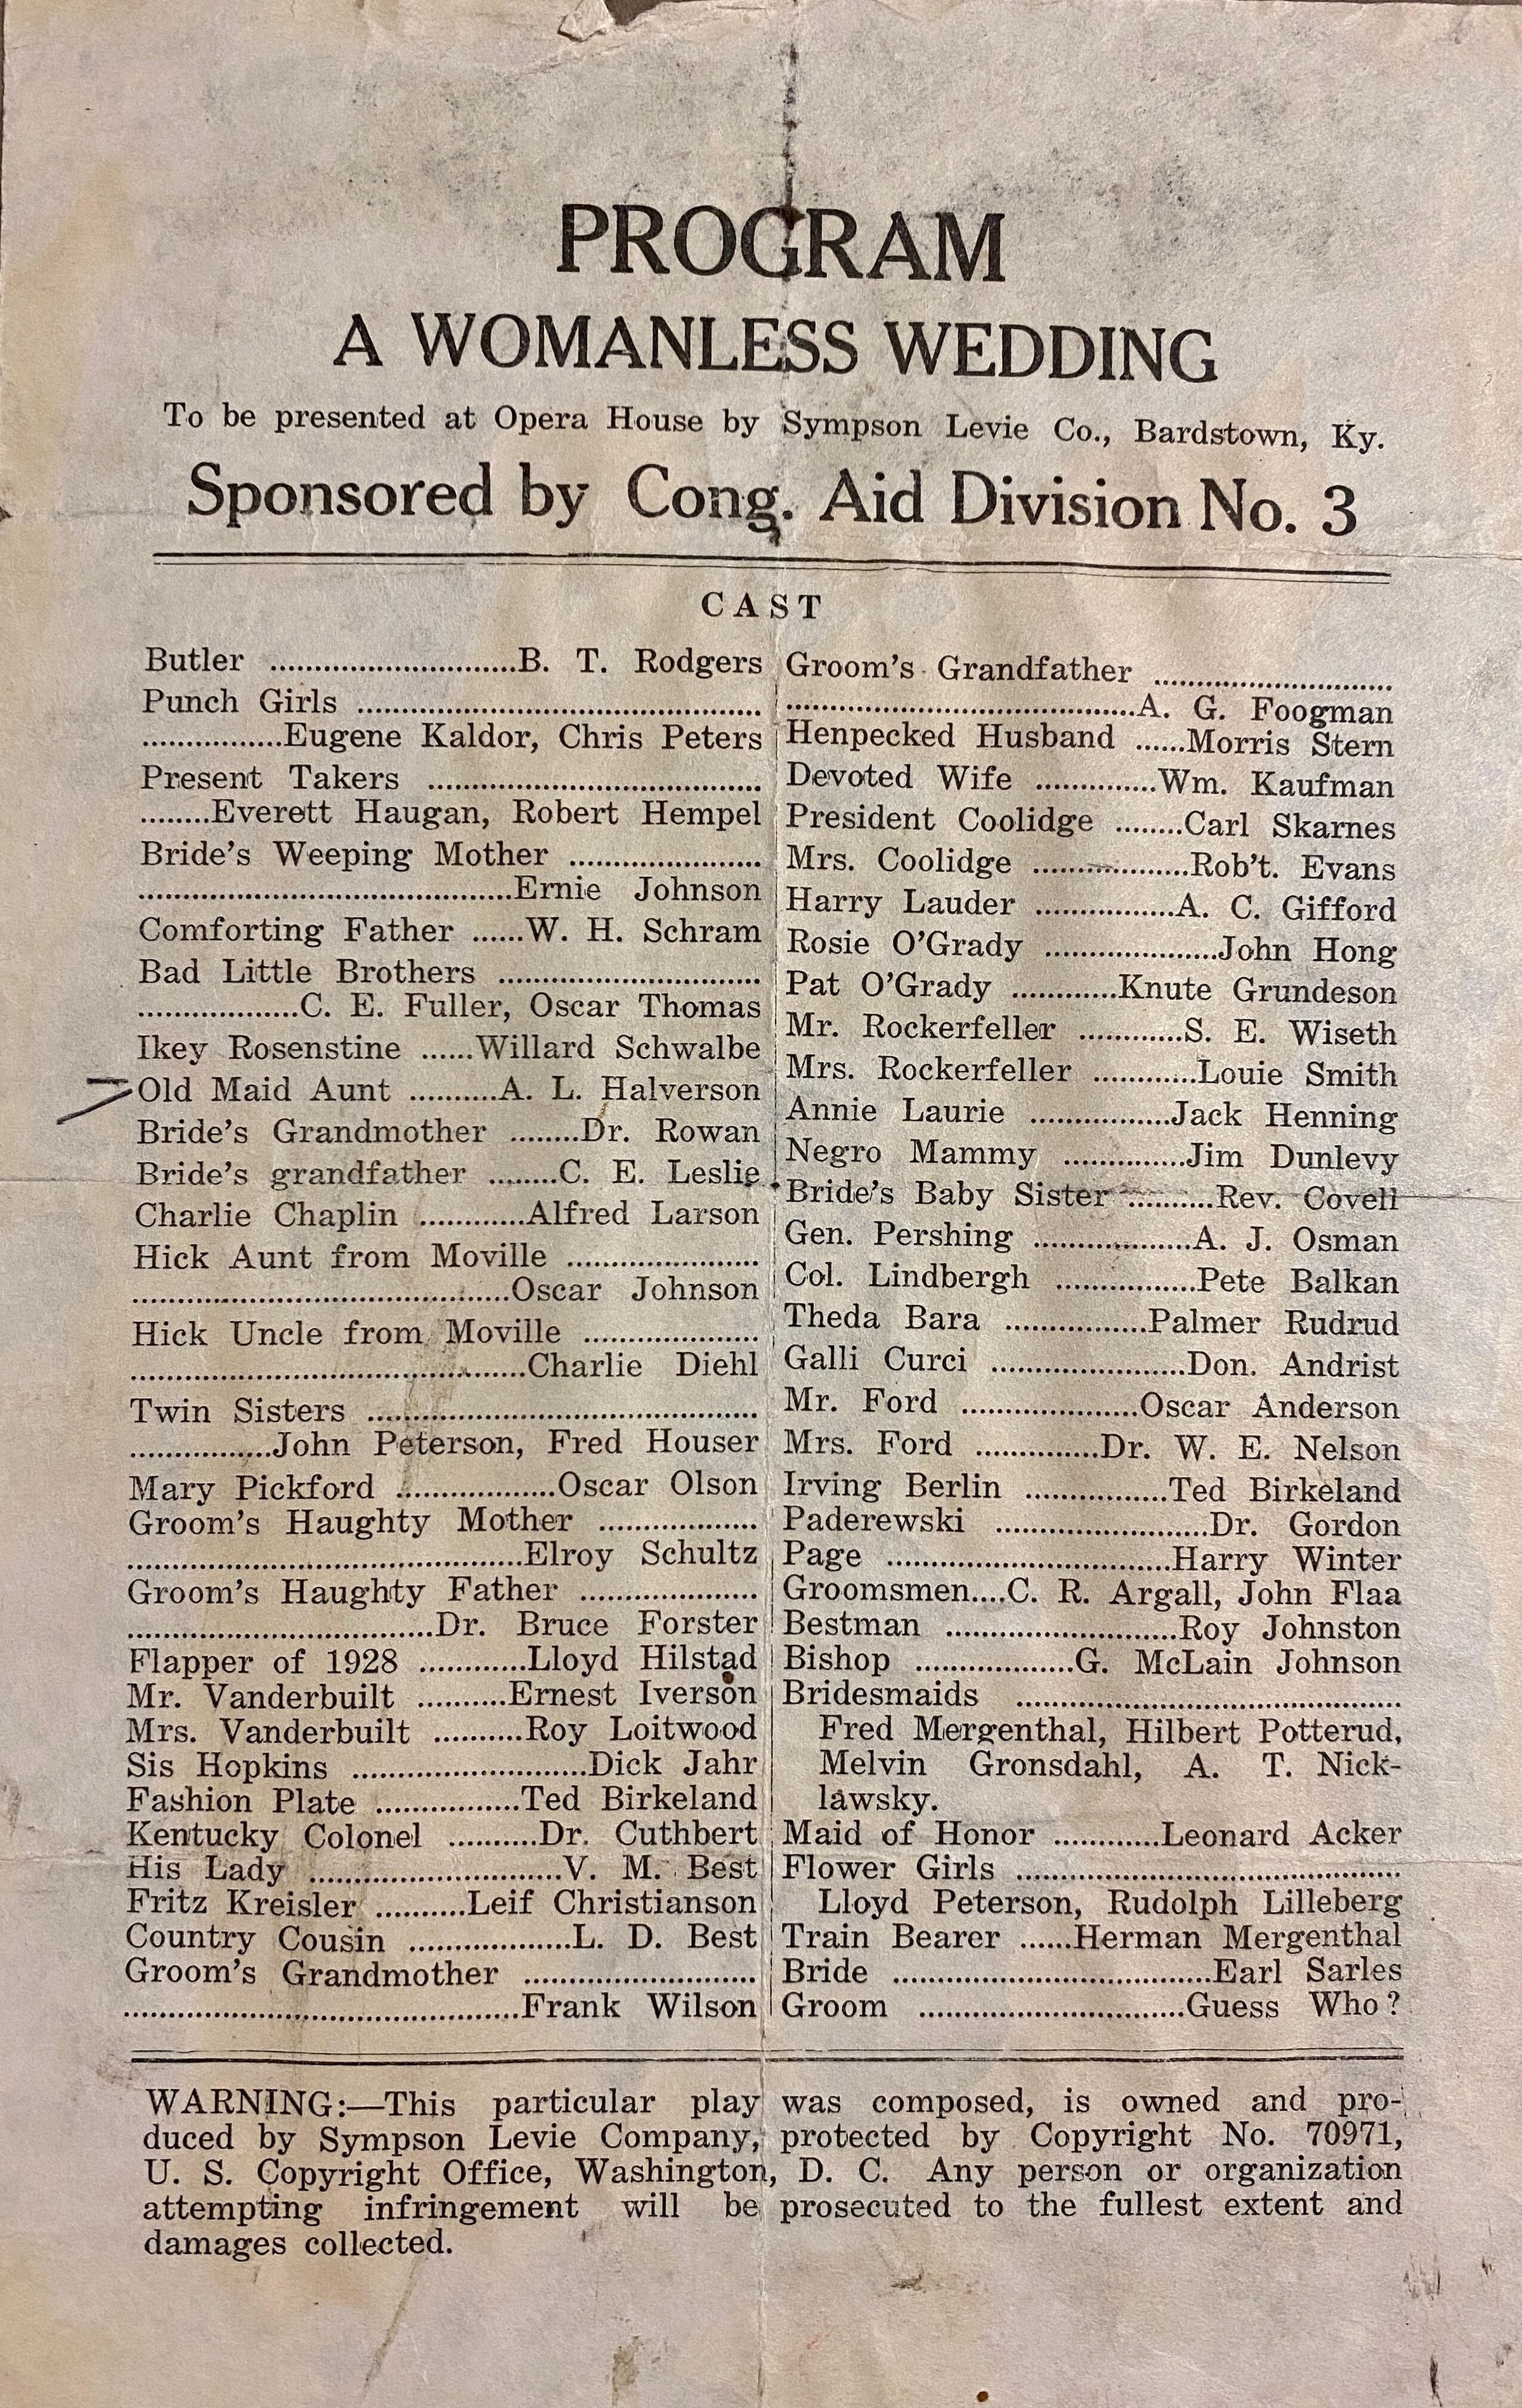 PROGRAM
A WOMANLESS WEDDING
To be presented at Opera House by Sympson Levie Co., Bardstown, Ky.
Sponsored by Cong. Aid Division No. 3
CAST
Butler ............................B. T. Rodgers
Punch Girls ..............................................
................Eugene Kaldor, Chris Peters
Present Takers ......................................
........Everett Haugan, Robert Hempel
Bride's Weeping Mother ......................
..........................................Ernie Johnson
Comforting Father ......W. H. Schram
Bad Little Brothers ..............................
..................C. E. Fuller, Oscar Thomas
Ikey Rosenstine ......Willard Schwalbe
Old Maid Aunt ..........A. L. Halverson
Bride's Grandmother ........Dr. Rowan
Bride's grandfather ........C. E. Leslie
Charlie Chaplin ............Alfred Larson
Hick Aunt from Moville ......................
...........................................Oscar Johnson
Hick Uncle from Moville ....................
.............................................Charlie Diehl
Twin Sisters ............................................
................John Peterson, Fred Houser
Mary Pickford ..................Oscar Olson
Groom's Haughty Mother ..................
.............................................Elroy Schultz
Groom's Haughty Father ....................
...................................Dr. Bruce Forster
Flapper of 1928 ............Lloyd Hilstad
Mr. Vanderbuilt ..........Ernest Iverson
Mrs. Vanderbuilt ..........Roy Loitwood
Sis Hopkins ...........................Dick Jahr
Fashion Plate ................Ted Birkeland
Kentucky Colonel ..........Dr. Cuthbert
His Lady .............................V. M. Best
Fritz Kreisler ..........Leif Christianson
Country Cousin ..................L. D. Best
Groom's Grandmother ..........................
.............................................Frank Wilson
Groom's Grandfather ...........................
........................................A. G. Foogman
Henpecked Husband ......Morris Stern
Devoted Wife ..............Wm. Kaufman
President Coolidge ........Carl Skarnes
Mrs. Coolidge ..................Rob't. Evans
Harry Lauder ................A. C. Gifford
Rosie O'Grady ....................John Hong
Pat O'Grady ............Knute Grundeson
Mr. Rockerfeller ............S. E. Wiseth
Mrs. Rockerfeller ............Louie Smith
Annie Laurie ................Jack Henning
Negro Mammy ..............Jim Dunlevy
Bride's Baby Sister ..........Rev. Covell
Gen. Pershing ..................A. J. Osman
Col. Lindbergh ................Pete Balkan
Theda Bara ................Palmer Rudrud
Galli Curci ......................Don. Andrist
Mr. Ford ....................Oscar Anderson
Mrs. Ford ..............Dr. W. E. Nelson
Irving Berlin ................Ted Birkeland
Paderewski ........................Dr. Gordon
Page ................................Harry Winter
Groomsmen....C. R. Argall, John Flaa
Bestman ..........................Roy Johnston
Bishop ..................G. McLain Johnson
Bridesmaids ............................................
Fred Mergenthal, Hilbert Potterud,
Melvin Gronsdahl, A. T. Nick-
lawsky.
Maid of Honor ............Leonard Acker
Flower Girls ............................................
Lloyd Peterson, Rudolph Lilleberg
Train Bearer ......Herman Mergenthal
Bride ....................................Earl Sarles
Groom ..............................Guess Who?
WARNING:—This particular play was composed, is owned and pro-
duced by Sympson Levie Company, protected by Copyright No. 70971,
U. S. Copyright Office, Washington, D. C. Any person or organization
attempting infringement will be prosecuted to the fullest extent and
damages collected.